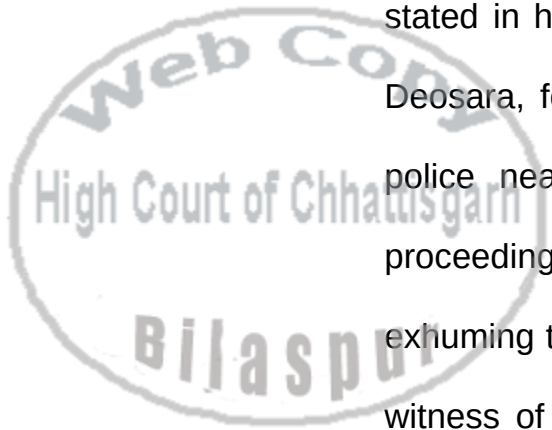 stated in h
Web Copy
Deosara, fo
High Court of Chhattisgarh
police nea
proceeding
Bilaspur
exhuming t
witness of